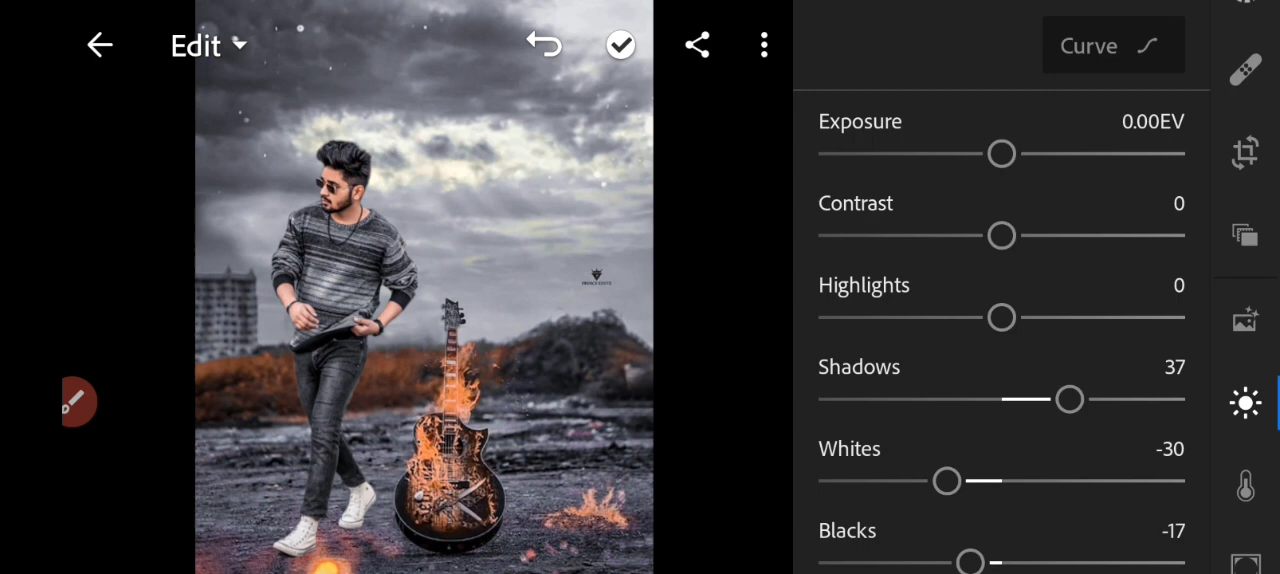 Edit
Curve
Exposure 0.00EV
Contrast 0
Highlights 0
Shadows 37
Whites -30
Blacks -17